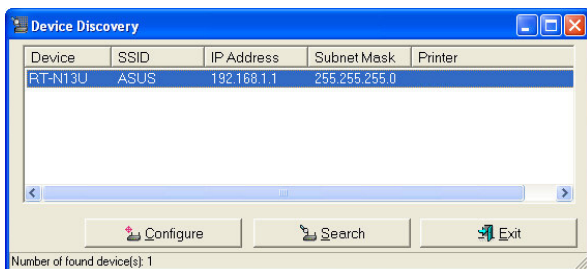 Device Discovery
Device SSID IP Address Subnet Mask Printer
RT-N13U ASUS 192.168.1.1 255.255.255.0
Configure Search Exit
Number of found device(s): 1